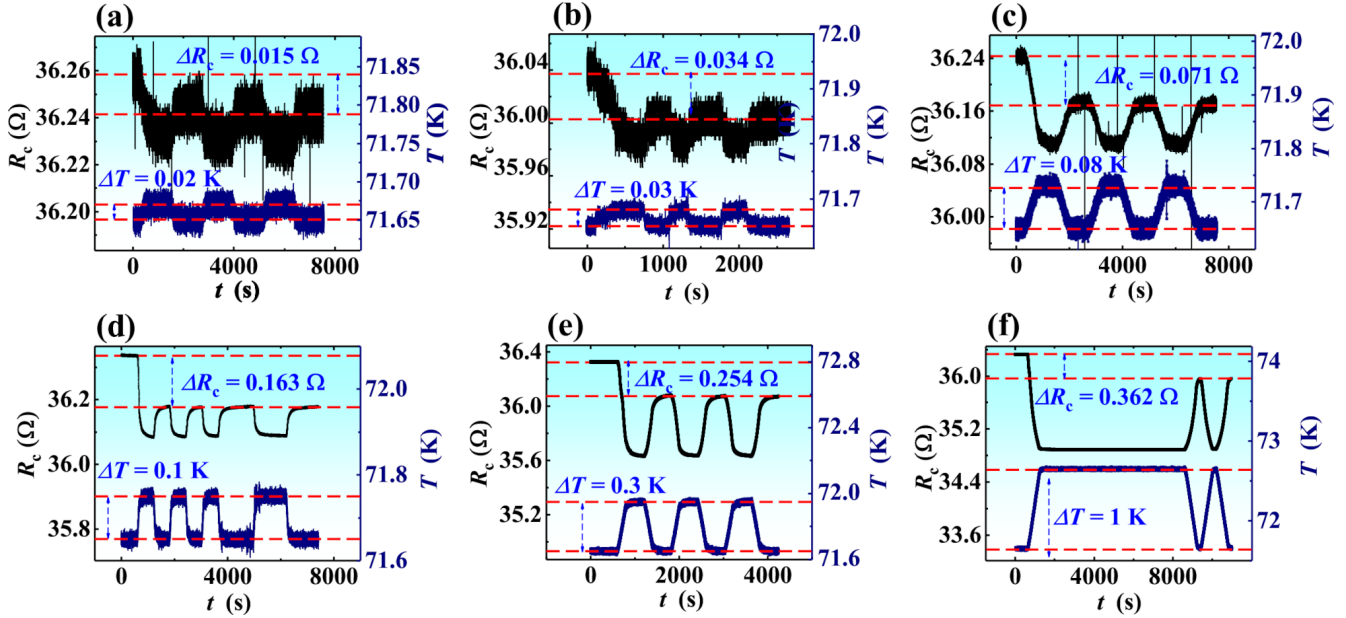 (a)
ΔRc = 0.015 Ω
ΔT = 0.02 K
36.26
36.24
36.22
36.20
Rc (Ω)
71.85
71.80
71.75
71.70
71.65
T (K)
0 4000 8000
t (s)
(b)
ΔRc = 0.034 Ω
ΔT = 0.03 K
36.04
36.00
35.96
35.92
Rc (Ω)
72.0
71.9
71.8
71.7
T (K)
T (K)
0 1000 2000
t (s)
(c)
ΔRc = 0.071 Ω
ΔT = 0.08 K
36.24
36.16
36.08
36.00
Rc (Ω)
72.0
71.9
71.8
71.7
T (K)
0 4000 8000
t (s)
(d)
ΔRc = 0.163 Ω
ΔT = 0.1 K
36.2
36.0
35.8
Rc (Ω)
72.0
71.8
71.6
T (K)
0 2000 4000 6000 8000
t (s)
(e)
ΔRc = 0.254 Ω
ΔT = 0.3 K
36.4
36.0
35.6
35.2
Rc (Ω)
72.8
72.4
72.0
71.6
T (K)
0 2000 4000
t (s)
(f)
ΔRc = 0.362 Ω
ΔT = 1 K
36.0
35.2
34.4
33.6
Rc (Ω)
74
73
72
T (K)
0 4000 8000
t (s)